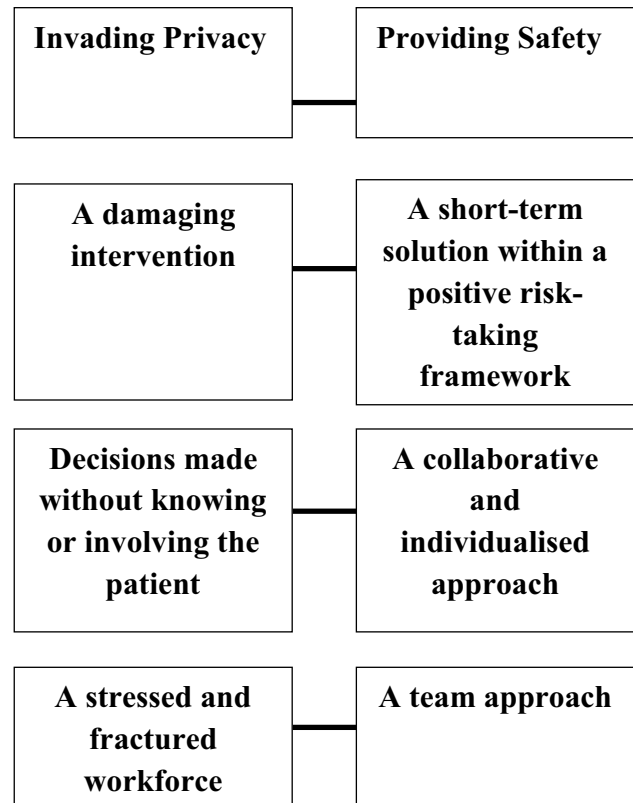 Invading Privacy
Providing Safety
A damaging
intervention
A short-term
solution within a
positive risk-
taking
framework
Decisions made
without knowing
or involving the
patient
A collaborative
and
individualised
approach
A stressed and
fractured
workforce
A team approach